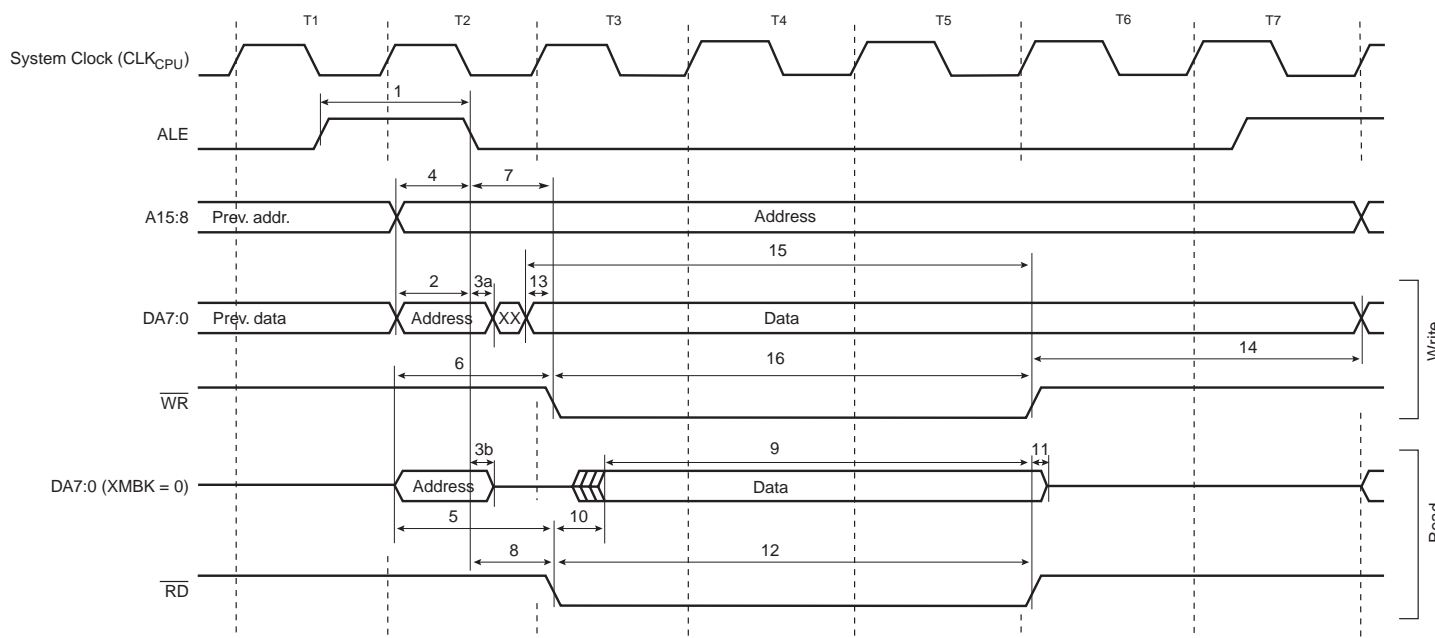 T1 T2 T3 T4 T5 T6 T7
System Clock (CLKCPU)
1
ALE
4 7
A15:8 Prev. addr. Address
15
2 3a 13
DA7:0 Prev. data Address XX Data
14
6 16
WR
Write
3b 9 11
DA7:0 (XMBK = 0) Address Data
5 10
8 12
RD
Read